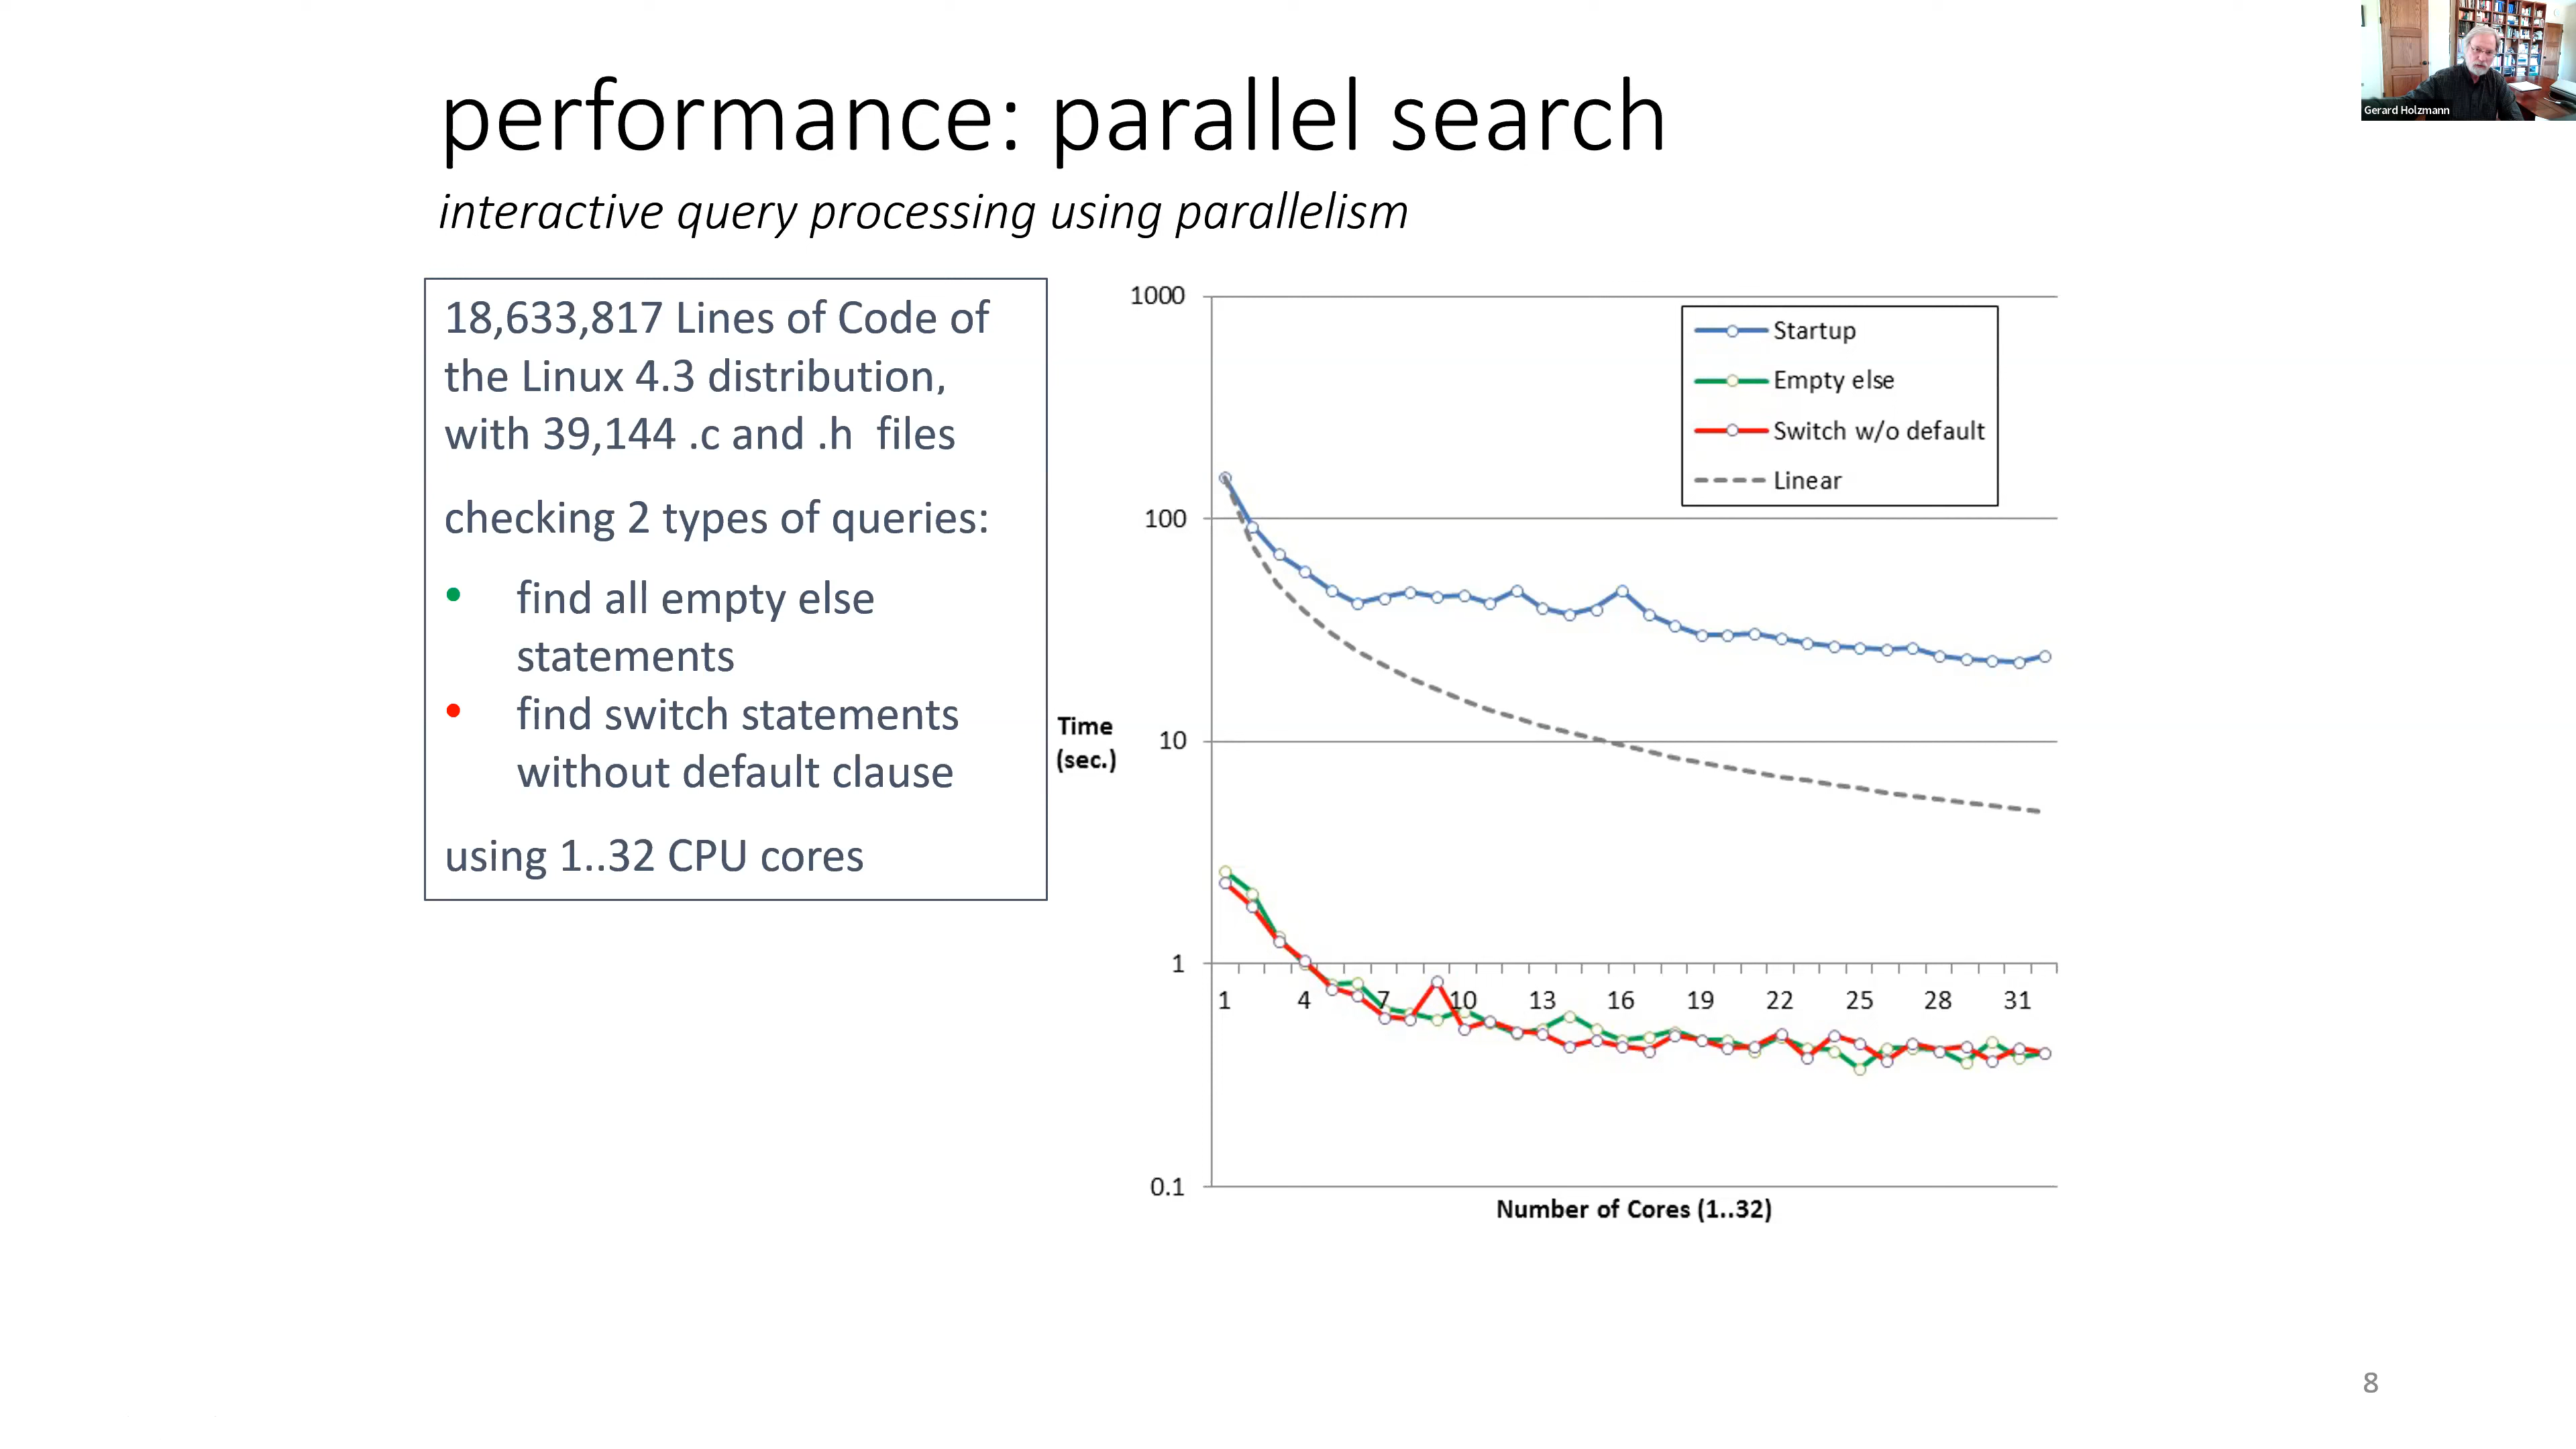 performance: parallel search
interactive query processing using parallelism
Gerard Holzmann
18,633,817 Lines of Code of
the Linux 4.3 distribution,
with 39,144 .c and .h files
checking 2 types of queries:
• find all empty else
statements
• find switch statements
without default clause
using 1..32 CPU cores
1000
100
10
1
0.1
Time
(sec.)
Startup
Empty else
Switch w/o default
Linear
1 4 7 10 13 16 19 22 25 28 31
Number of Cores (1..32)
8